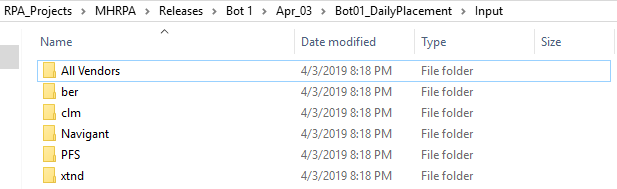 RPA_Projects > MHRPA > Releases > Bot 1 > Apr_03 > Bot01_DailyPlacement > Input
Name Date modified Type Size
All Vendors 4/3/2019 8:18 PM File folder
ber 4/3/2019 8:18 PM File folder
clm 4/3/2019 8:18 PM File folder
Navigant 4/3/2019 8:18 PM File folder
PFS 4/3/2019 8:18 PM File folder
xtnd 4/3/2019 8:18 PM File folder